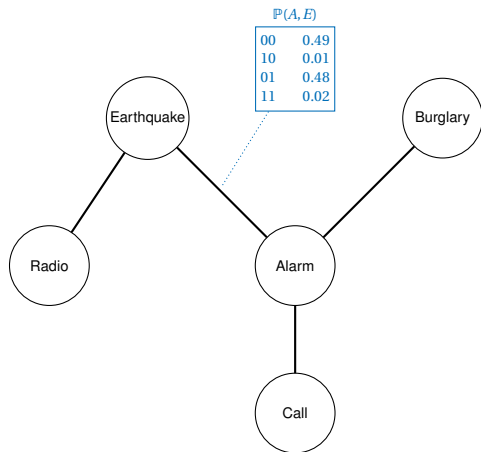 ℙ(A, E)
00 0.49
10 0.01
01 0.48
11 0.02
Earthquake
Burglary
Radio
Alarm
Call